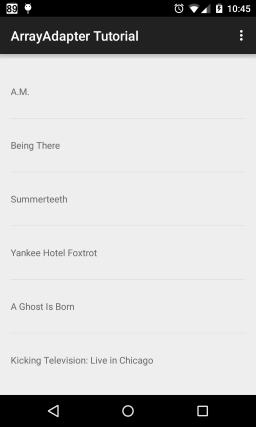 89
10:45
ArrayAdapter Tutorial
A.M.
Being There
Summerteeth
Yankee Hotel Foxtrot
A Ghost Is Born
Kicking Television: Live in Chicago